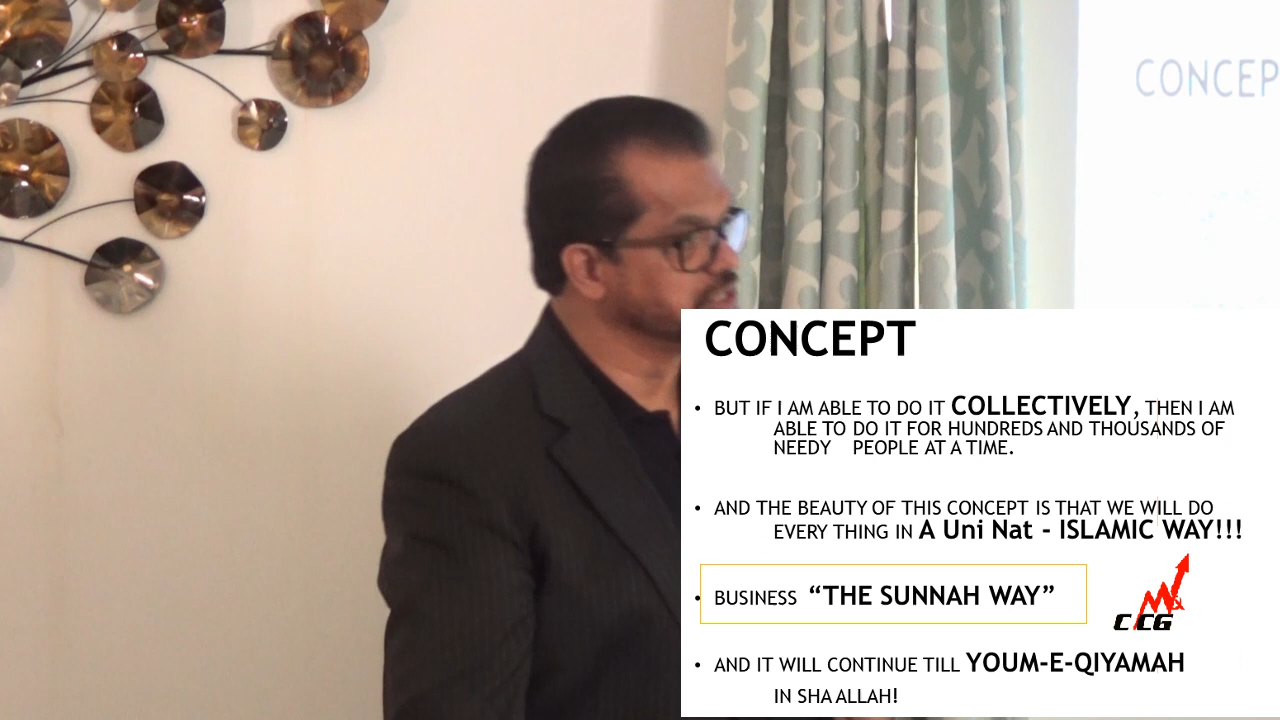 CONCEP
CONCEPT
• BUT IF I AM ABLE TO DO IT COLLECTIVELY, THEN I AM
ABLE TO DO IT FOR HUNDREDS AND THOUSANDS OF
NEEDY PEOPLE AT A TIME.
• AND THE BEAUTY OF THIS CONCEPT IS THAT WE WILL DO
EVERY THING IN A Uni Nat - ISLAMIC WAY!!!
• BUSINESS “THE SUNNAH WAY”
&
C CG
• AND IT WILL CONTINUE TILL YOUM-E-QIYAMAH
IN SHA ALLAH!